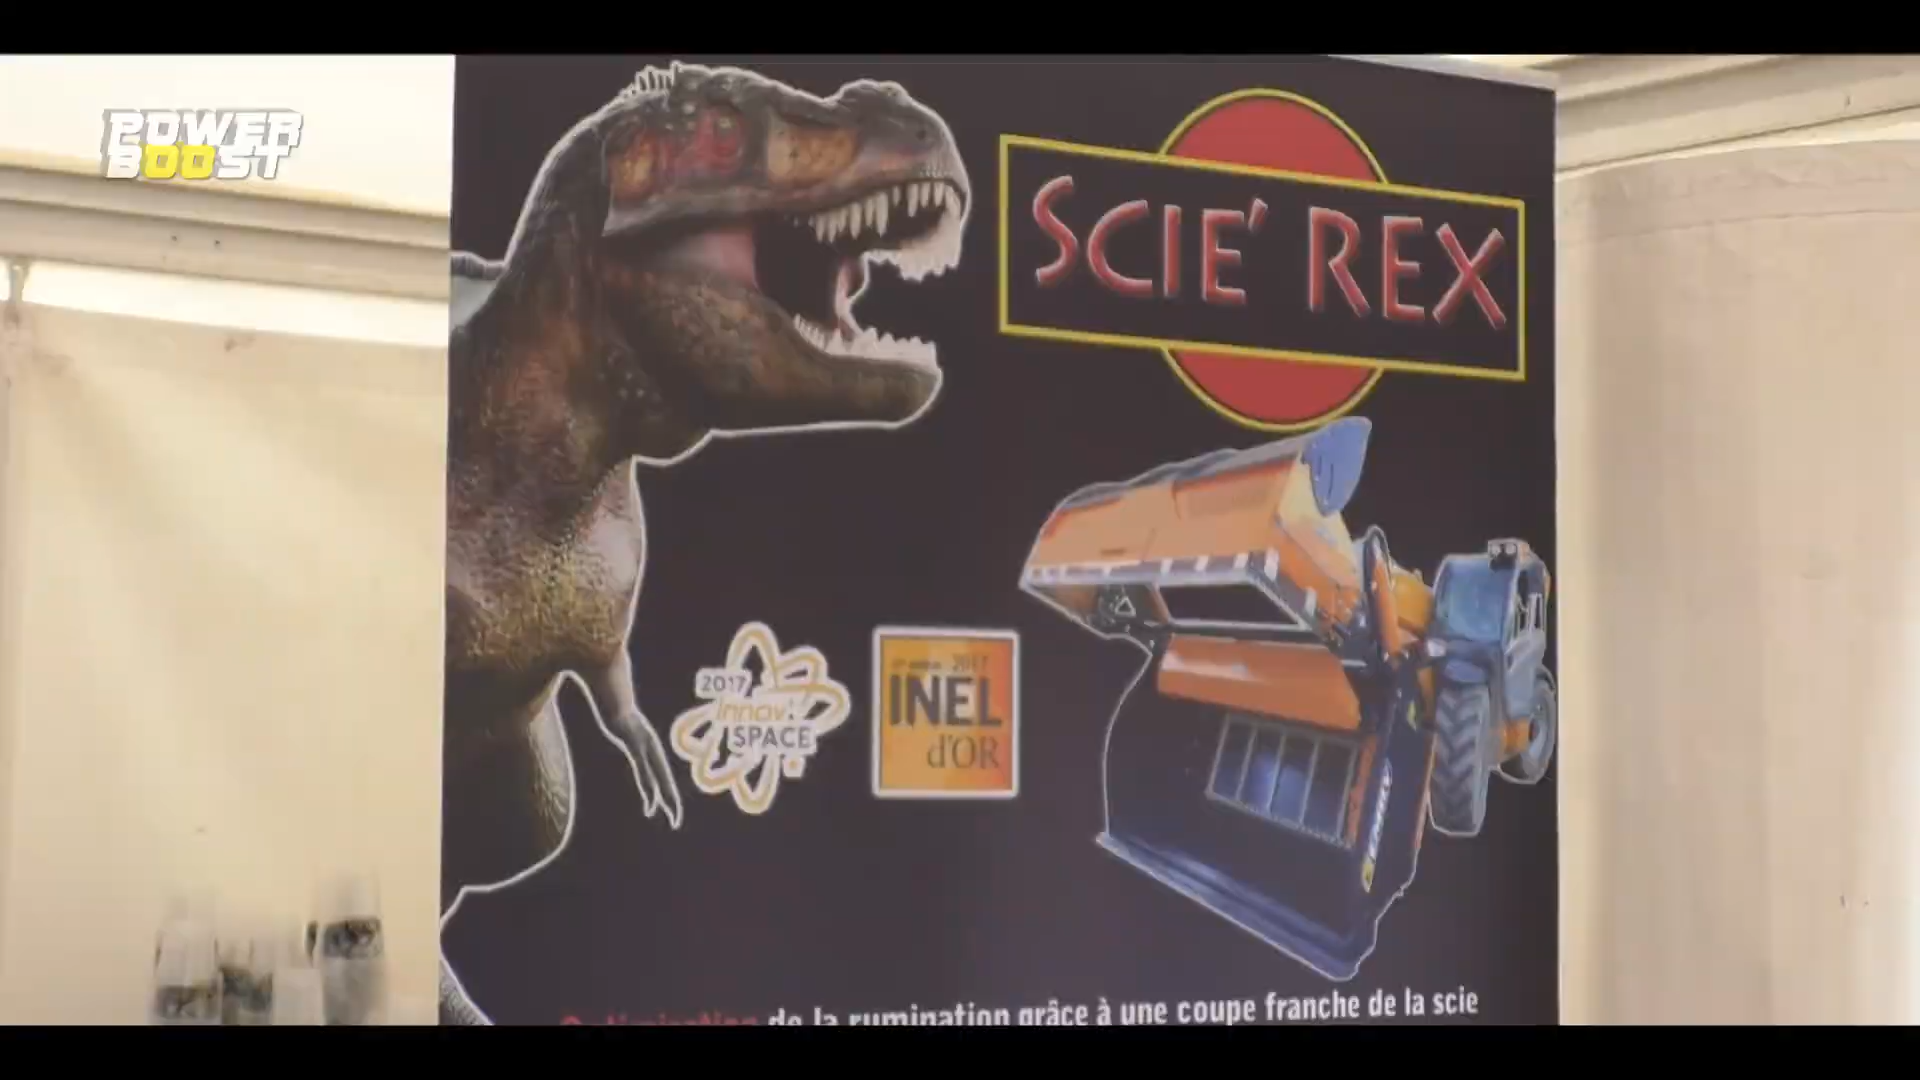 POWER
BOOST
SCIE' REX
2017
innov'
SPACE
2017
INEL
d'OR
Optimisation de la rumination grâce à une coupe franche de la scie